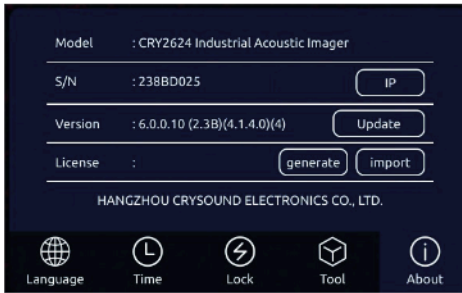 Model : CRY2624 Industrial Acoustic Imager
S/N : 238BD025 IP
Version : 6.0.0.10 (2.3B)(4.1.4.0)(4) Update
License : generate import
HANGZHOU CRYSOUND ELECTRONICS CO., LTD.
Language Time Lock Tool About